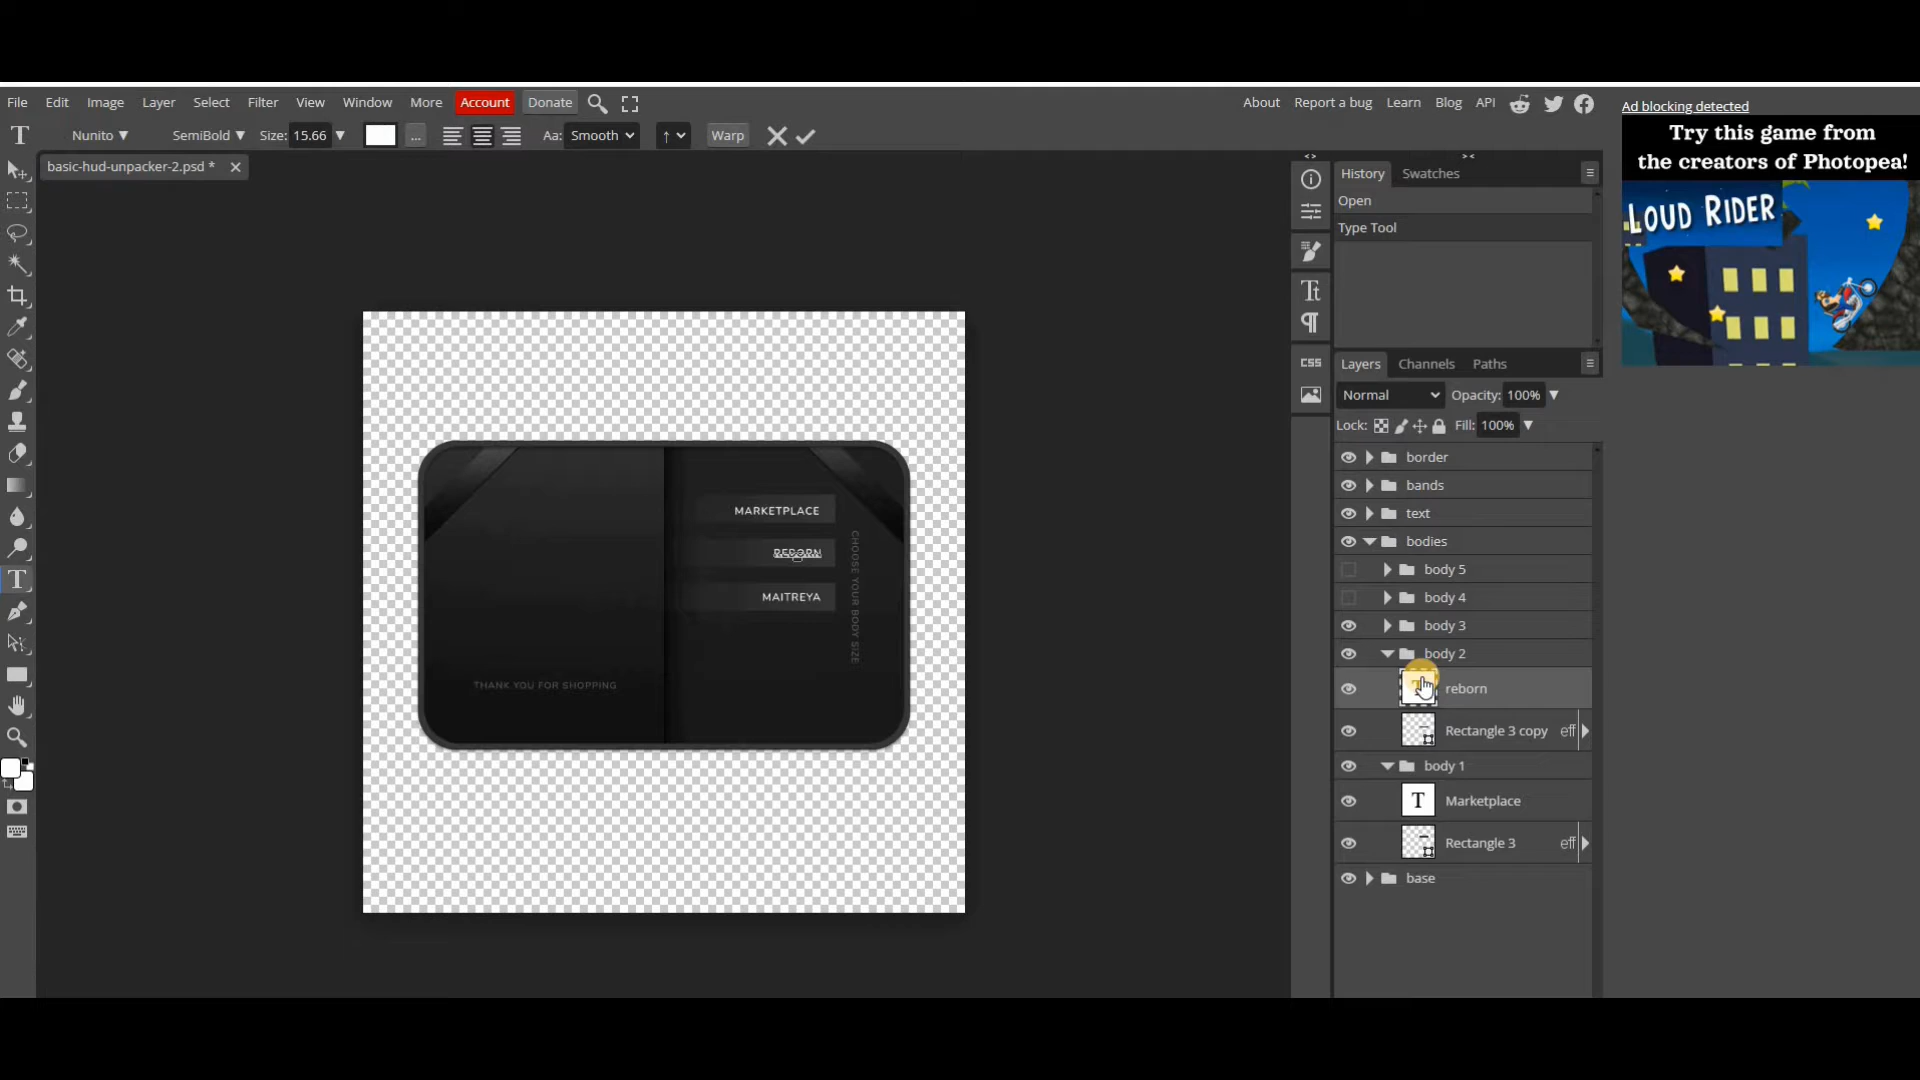 File Edit Image Layer Select Filter View Window More Account Donate About Report a bug Learn Blog API
Ad blocking detected
Nunito SemiBold Size: 15.66 ... Aa: Smooth Warp
Try this game from
the creators of Photopea!
basic-hud-unpacker-2.psd *
LOUD RIDER
History Swatches
Open
Type Tool
css
Layers Channels Paths
Normal Opacity: 100%
Lock: Fill: 100%
border
bands
text
bodies
body 5
body 4
body 3
body 2
reborn
Rectangle 3 copy eff
body 1
Marketplace
Rectangle 3 eff
base
MARKETPLACE
REBORN
MAITREYA
CHOOSE YOUR BODY SIZE
THANK YOU FOR SHOPPING